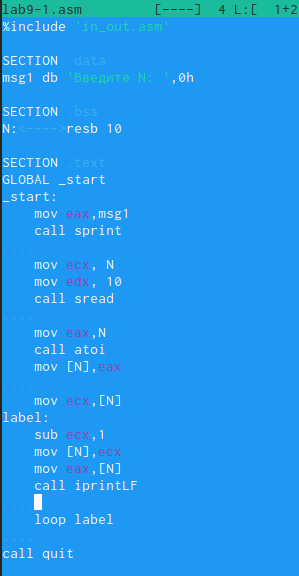 lab9-1.asm [----] 4 L:[ 1+2
%include 'in_out.asm'
SECTION .data
msg1 db 'Введите N: ',0h
SECTION .bss
N:<---->resb 10
SECTION .text
GLOBAL _start
_start:
mov eax,msg1
call sprint
....
mov ecx, N
mov edx, 10
call sread
....
mov eax,N
call atoi
mov [N],eax
....
mov ecx,[N]
label:
sub ecx,1
mov [N],ecx
mov eax,[N]
call iprintLF
....
loop label
....
call quit